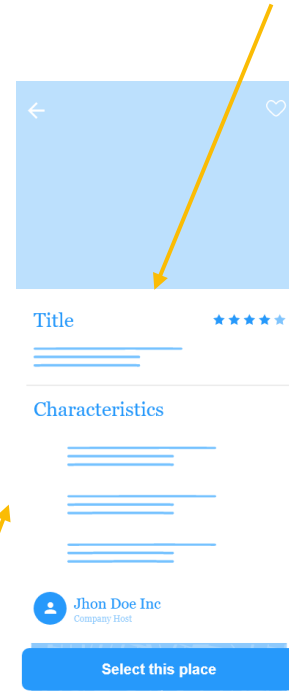 Title
Characteristics
Jhon Doe Inc
Company Host
Select this place